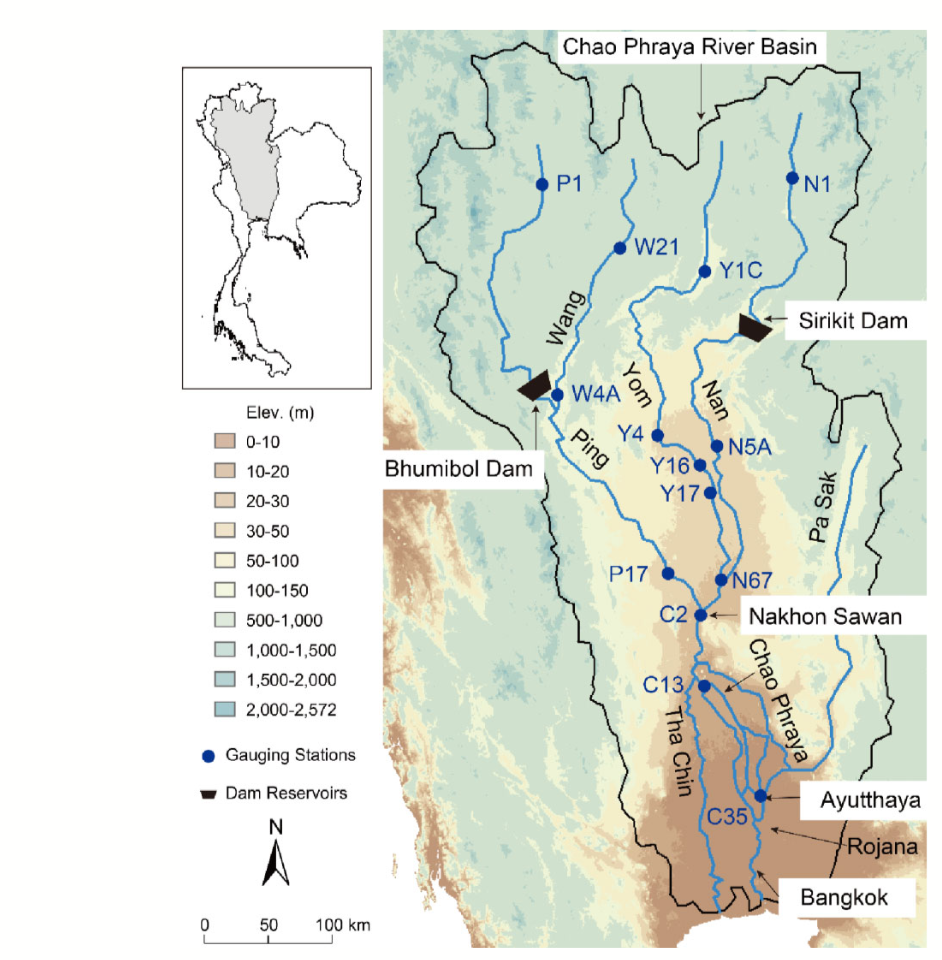 Chao Phraya River Basin
P1
N1
W21
Y1C
Wang
Sirikit Dam
Yom
Nan
W4A
Elev. (m)
0-10
10-20
20-30
30-50
50-100
100-150
500-1,000
1,000-1,500
1,500-2,000
2,000-2,572
Gauging Stations
Dam Reservoirs
N
0 50 100 km
Y4
N5A
Ping
Y16
Bhumibol Dam
Y17
Pa Sak
P17
N67
C2
Nakhon Sawan
C13
Chao Phraya
Tha Chin
Ayutthaya
C35
Rojana
Bangkok